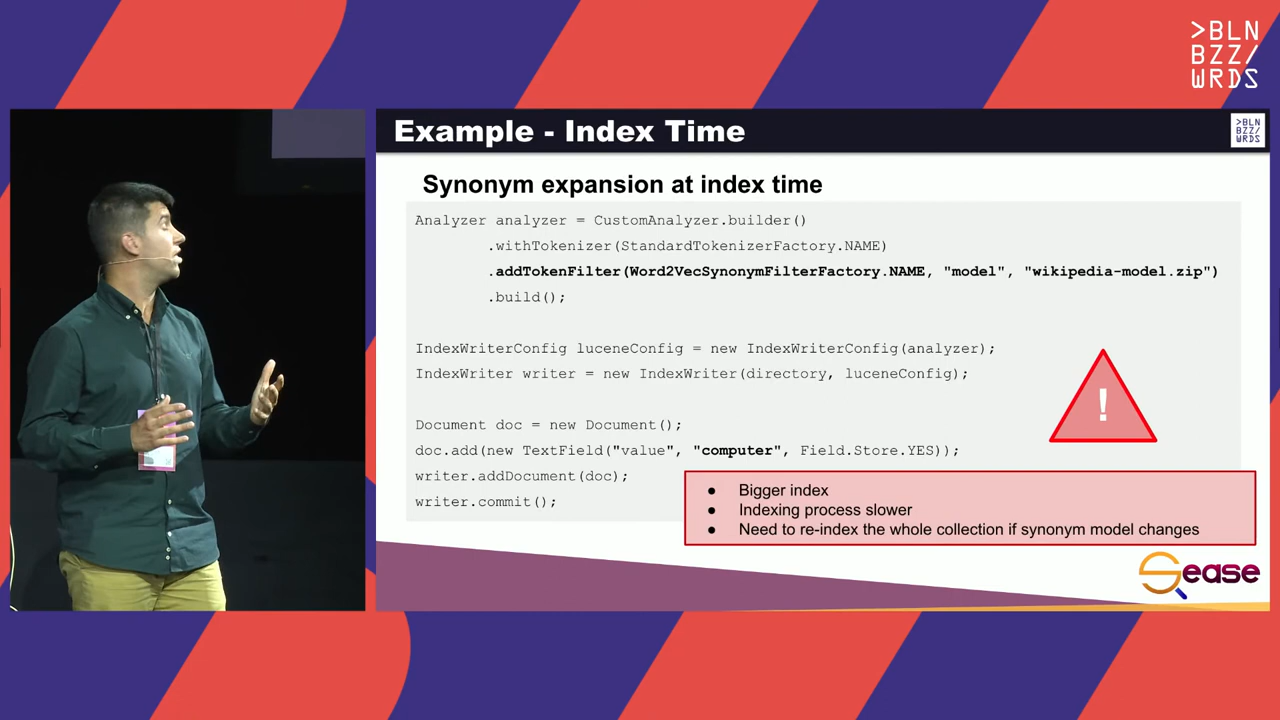 >BLN
BZZ/
WRDS
Example - Index Time
>BLN
BZZ/
WRDS
Synonym expansion at index time
Analyzer analyzer = CustomAnalyzer.builder()
.withTokenizer(StandardTokenizerFactory.NAME)
.addTokenFilter(Word2VecSynonymFilterFactory.NAME, "model", "wikipedia-model.zip")
.build();
IndexWriterConfig luceneConfig = new IndexWriterConfig(analyzer);
IndexWriter writer = new IndexWriter(directory, luceneConfig);
Document doc = new Document();
doc.add(new TextField("value", "computer", Field.Store.YES));
writer.addDocument(doc);
writer.commit();
!
● Bigger index
● Indexing process slower
● Need to re-index the whole collection if synonym model changes
Sease